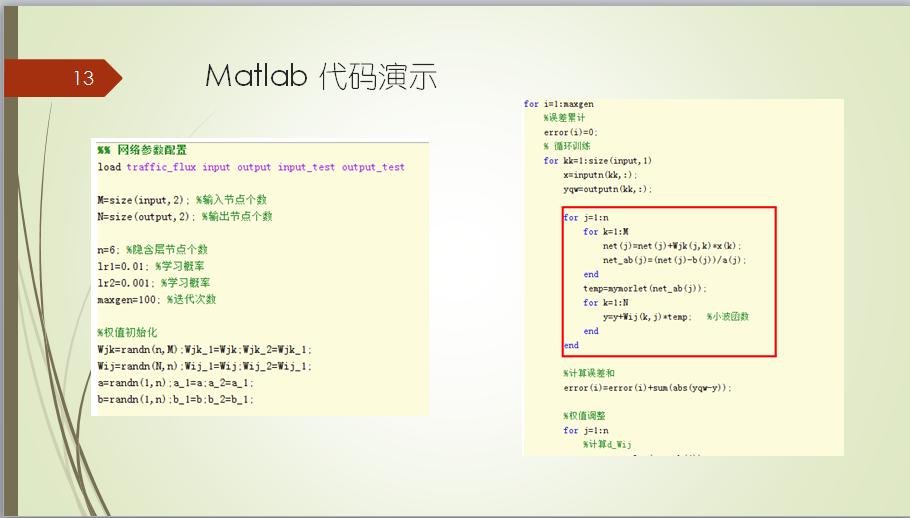 13
Matlab 代码演示
%% 网络参数配置
load traffic_flux input output input_test output_test
M=size(input,2); %输入节点个数
N=size(output,2); %输出节点个数
n=6; %隐含层节点个数
lr1=0.01; %学习概率
lr2=0.001; %学习概率
maxgen=100; %迭代次数
%权值初始化
Wjk=randn(n,M);Wjk_1=Wjk;Wjk_2=Wjk_1;
Wij=randn(N,n);Wij_1=Wij;Wij_2=Wij_1;
a=randn(1,n);a_1=a;a_2=a_1;
b=randn(1,n);b_1=b;b_2=b_1;
for i=1:maxgen
%误差累计
error(i)=0;
% 循环训练
for kk=1:size(input,1)
x=inputn(kk,:);
yqw=outputn(kk,:);
for j=1:n
for k=1:M
net(j)=net(j)+Wjk(j,k)*x(k);
net_ab(j)=(net(j)-b(j))/a(j);
end
temp=mymorlet(net_ab(j));
for k=1:N
y=y+Wij(k,j)*temp; %小波函数
end
end
%计算误差和
error(i)=error(i)+sum(abs(yqw-y));
%权值调整
for j=1:n
%计算d_Wij